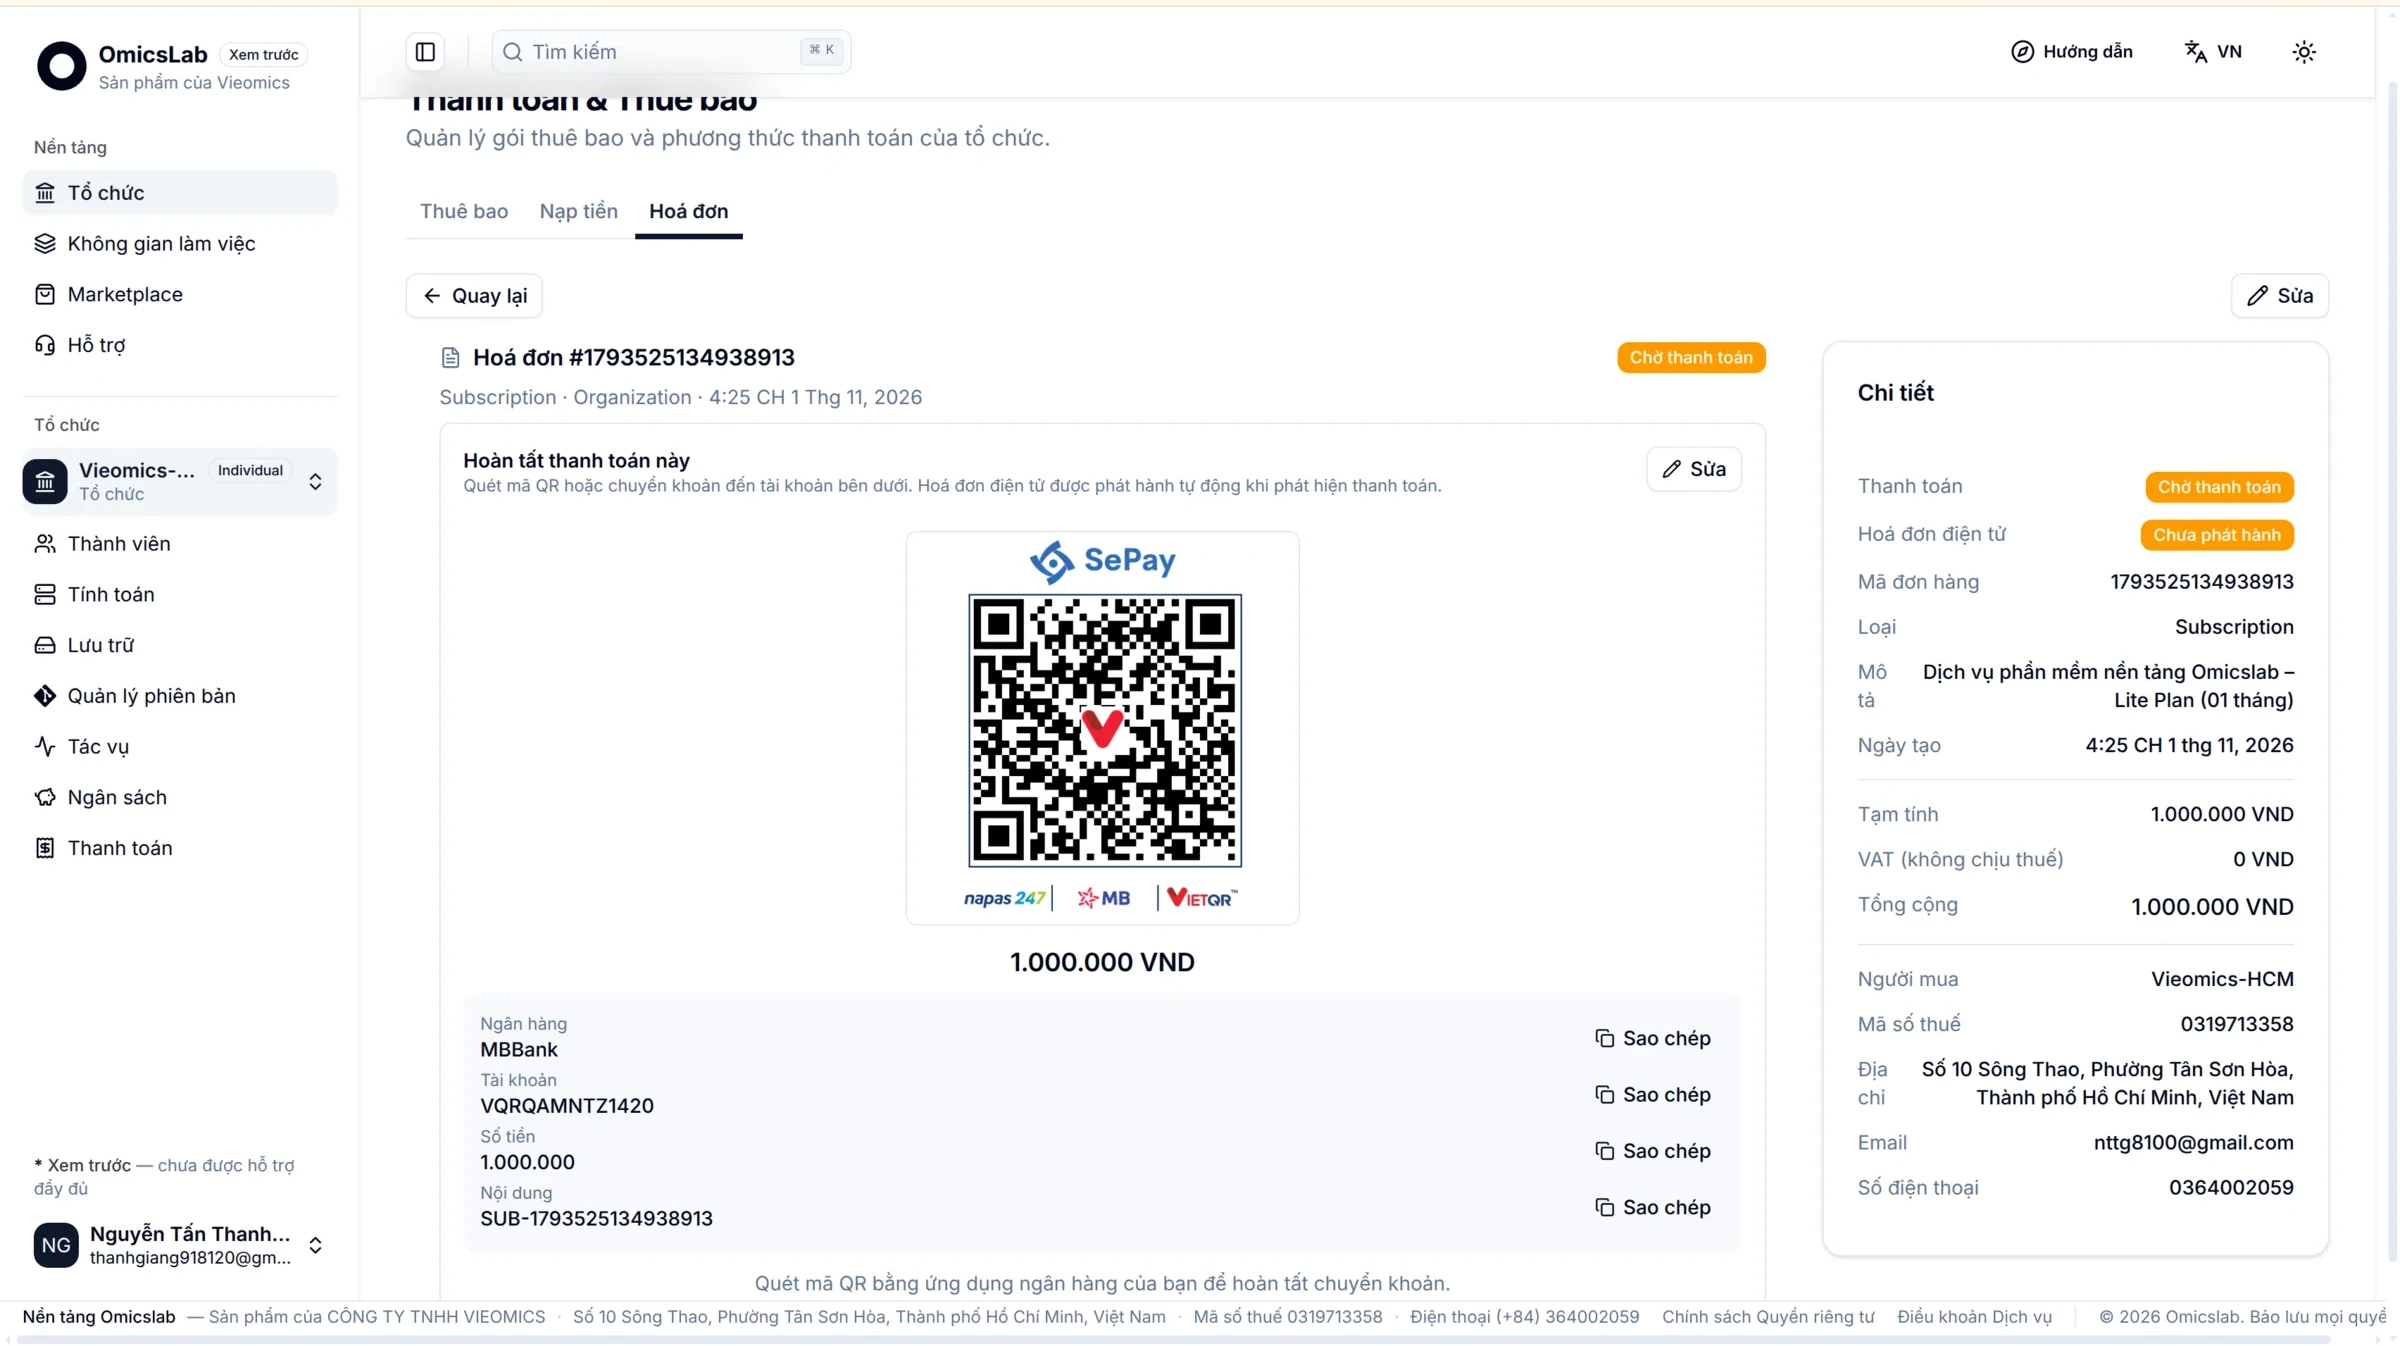 OmicsLab
Xem trước
Sản phẩm của Vieomics
Nền tảng
Tổ chức
Không gian làm việc
Marketplace
Hỗ trợ
Tổ chức
Vieomics-...
Individual
Tổ chức
Thành viên
Tính toán
Lưu trữ
Quản lý phiên bản
Tác vụ
Ngân sách
Thanh toán
* Xem trước — chưa được hỗ trợ
đầy đủ
NG
Nguyễn Tấn Thanh...
thanhgiang918120@gm...
Tìm kiếm
⌘ K
Hướng dẫn
VN
Thanh toán & Thuê bao
Quản lý gói thuê bao và phương thức thanh toán của tổ chức.
Thuê bao
Nạp tiền
Hoá đơn
Quay lại
Sửa
Hoá đơn #1793525134938913
Chờ thanh toán
Subscription · Organization · 4:25 CH 1 Thg 11, 2026
Hoàn tất thanh toán này
Quét mã QR hoặc chuyển khoản đến tài khoản bên dưới. Hoá đơn điện tử được phát hành tự động khi phát hiện thanh toán.
Sửa
SePay
napas 247
MB
VIETQR™
1.000.000 VND
Ngân hàng
MBBank
Sao chép
Tài khoản
VQRQAMNTZ1420
Sao chép
Số tiền
1.000.000
Sao chép
Nội dung
SUB-1793525134938913
Sao chép
Quét mã QR bằng ứng dụng ngân hàng của bạn để hoàn tất chuyển khoản.
Chi tiết
Thanh toán
Chờ thanh toán
Hoá đơn điện tử
Chưa phát hành
Mã đơn hàng
1793525134938913
Loại
Subscription
Mô tả
Dịch vụ phần mềm nền tảng Omicslab –
Lite Plan (01 tháng)
Ngày tạo
4:25 CH 1 thg 11, 2026
Tạm tính
1.000.000 VND
VAT (không chịu thuế)
0 VND
Tổng cộng
1.000.000 VND
Người mua
Vieomics-HCM
Mã số thuế
0319713358
Địa chỉ
Số 10 Sông Thao, Phường Tân Sơn Hòa,
Thành phố Hồ Chí Minh, Việt Nam
Email
nttg8100@gmail.com
Số điện thoại
0364002059
Nền tảng Omicslab — Sản phẩm của CÔNG TY TNHH VIEOMICS · Số 10 Sông Thao, Phường Tân Sơn Hòa, Thành phố Hồ Chí Minh, Việt Nam · Mã số thuế 0319713358 · Điện thoại (+84) 364002059 Chính sách Quyền riêng tư Điều khoản Dịch vụ © 2026 Omicslab. Bảo lưu mọi quyề